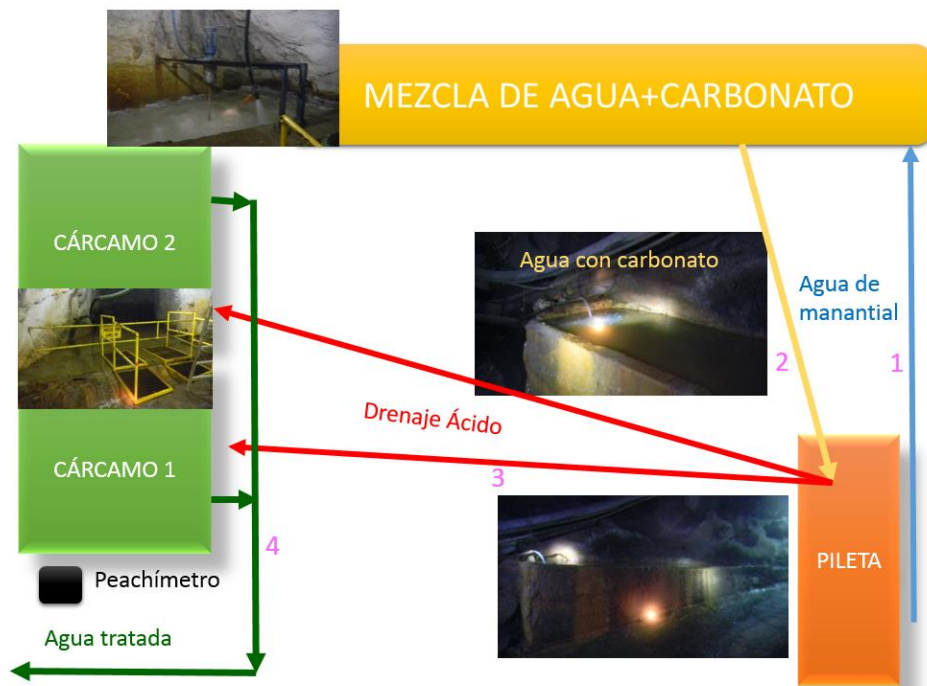 MEZCLA DE AGUA+CARBONATO
CÁRCAMO 2
Agua con carbonato
Agua de
manantial
2
1
Drenaje Ácido
CÁRCAMO 1
3
4
PILETA
Peachímetro
Agua tratada